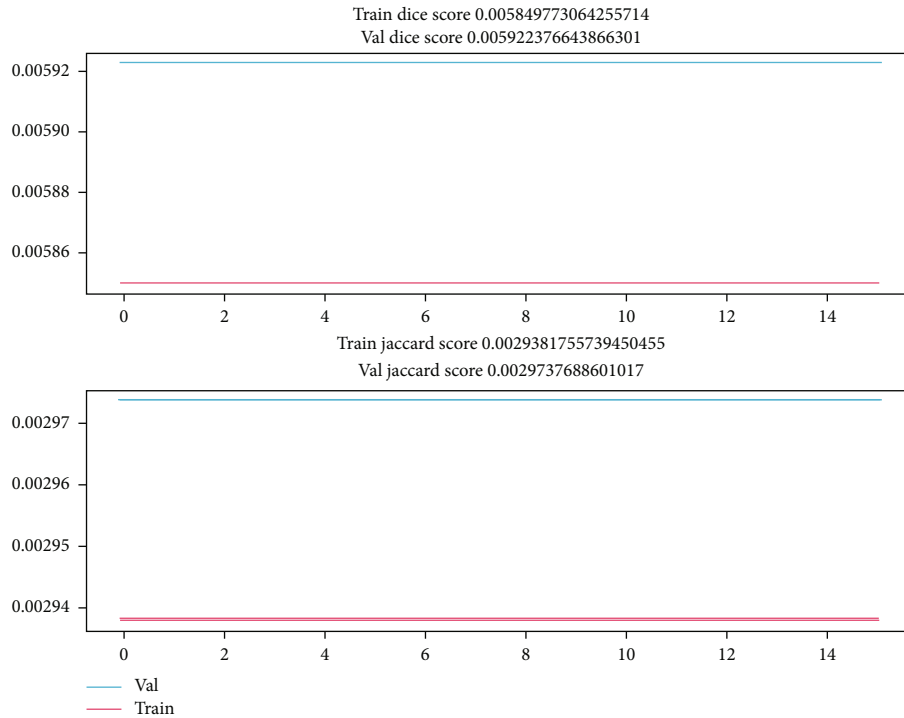 Train dice score 0.005849773064255714
Val dice score 0.005922376643866301
0.00592
0.00590
0.00588
0.00586
0 2 4 6 8 10 12 14
Train jaccard score 0.0029381755739450455
Val jaccard score 0.0029737688601017
0.00297
0.00296
0.00295
0.00294
0 2 4 6 8 10 12 14
Val
Train